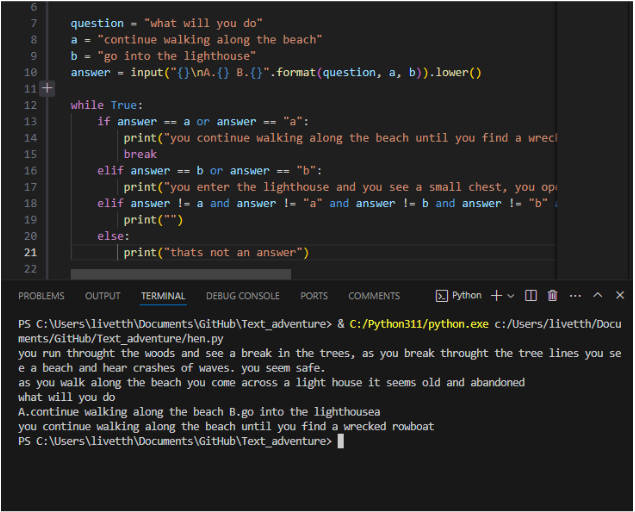 6
7 question = "what will you do"
8 a = "continue walking along the beach"
9 b = "go into the lighthouse"
10 answer = input("{}\nA.{} B.{}".format(question, a, b)).lower()
11 +
12 while True:
13 if answer == a or answer == "a":
14 print("you continue walking along the beach until you find a wreck
15 break
16 elif answer == b or answer == "b":
17 print("you enter the lighthouse and you see a small chest, you ope
18 elif answer != a and answer != "a" and answer != b and answer != "b" a
19 print("")
20 else:
21 print("thats not an answer")
22
PROBLEMS OUTPUT TERMINAL DEBUG CONSOLE PORTS COMMENTS Python
PS C:\Users\livetth\Documents\GitHub\Text_adventure> & C:/Python311/python.exe c:/Users/livetth/Docu
ments/GitHub/Text_adventure/hen.py
you run throught the woods and see a break in the trees, as you break throught the tree lines you se
e a beach and hear crashes of waves. you seem safe.
as you walk along the beach you come across a light house it seems old and abandoned
what will you do
A.continue walking along the beach B.go into the lighthousea
you continue walking along the beach until you find a wrecked rowboat
PS C:\Users\livetth\Documents\GitHub\Text_adventure>